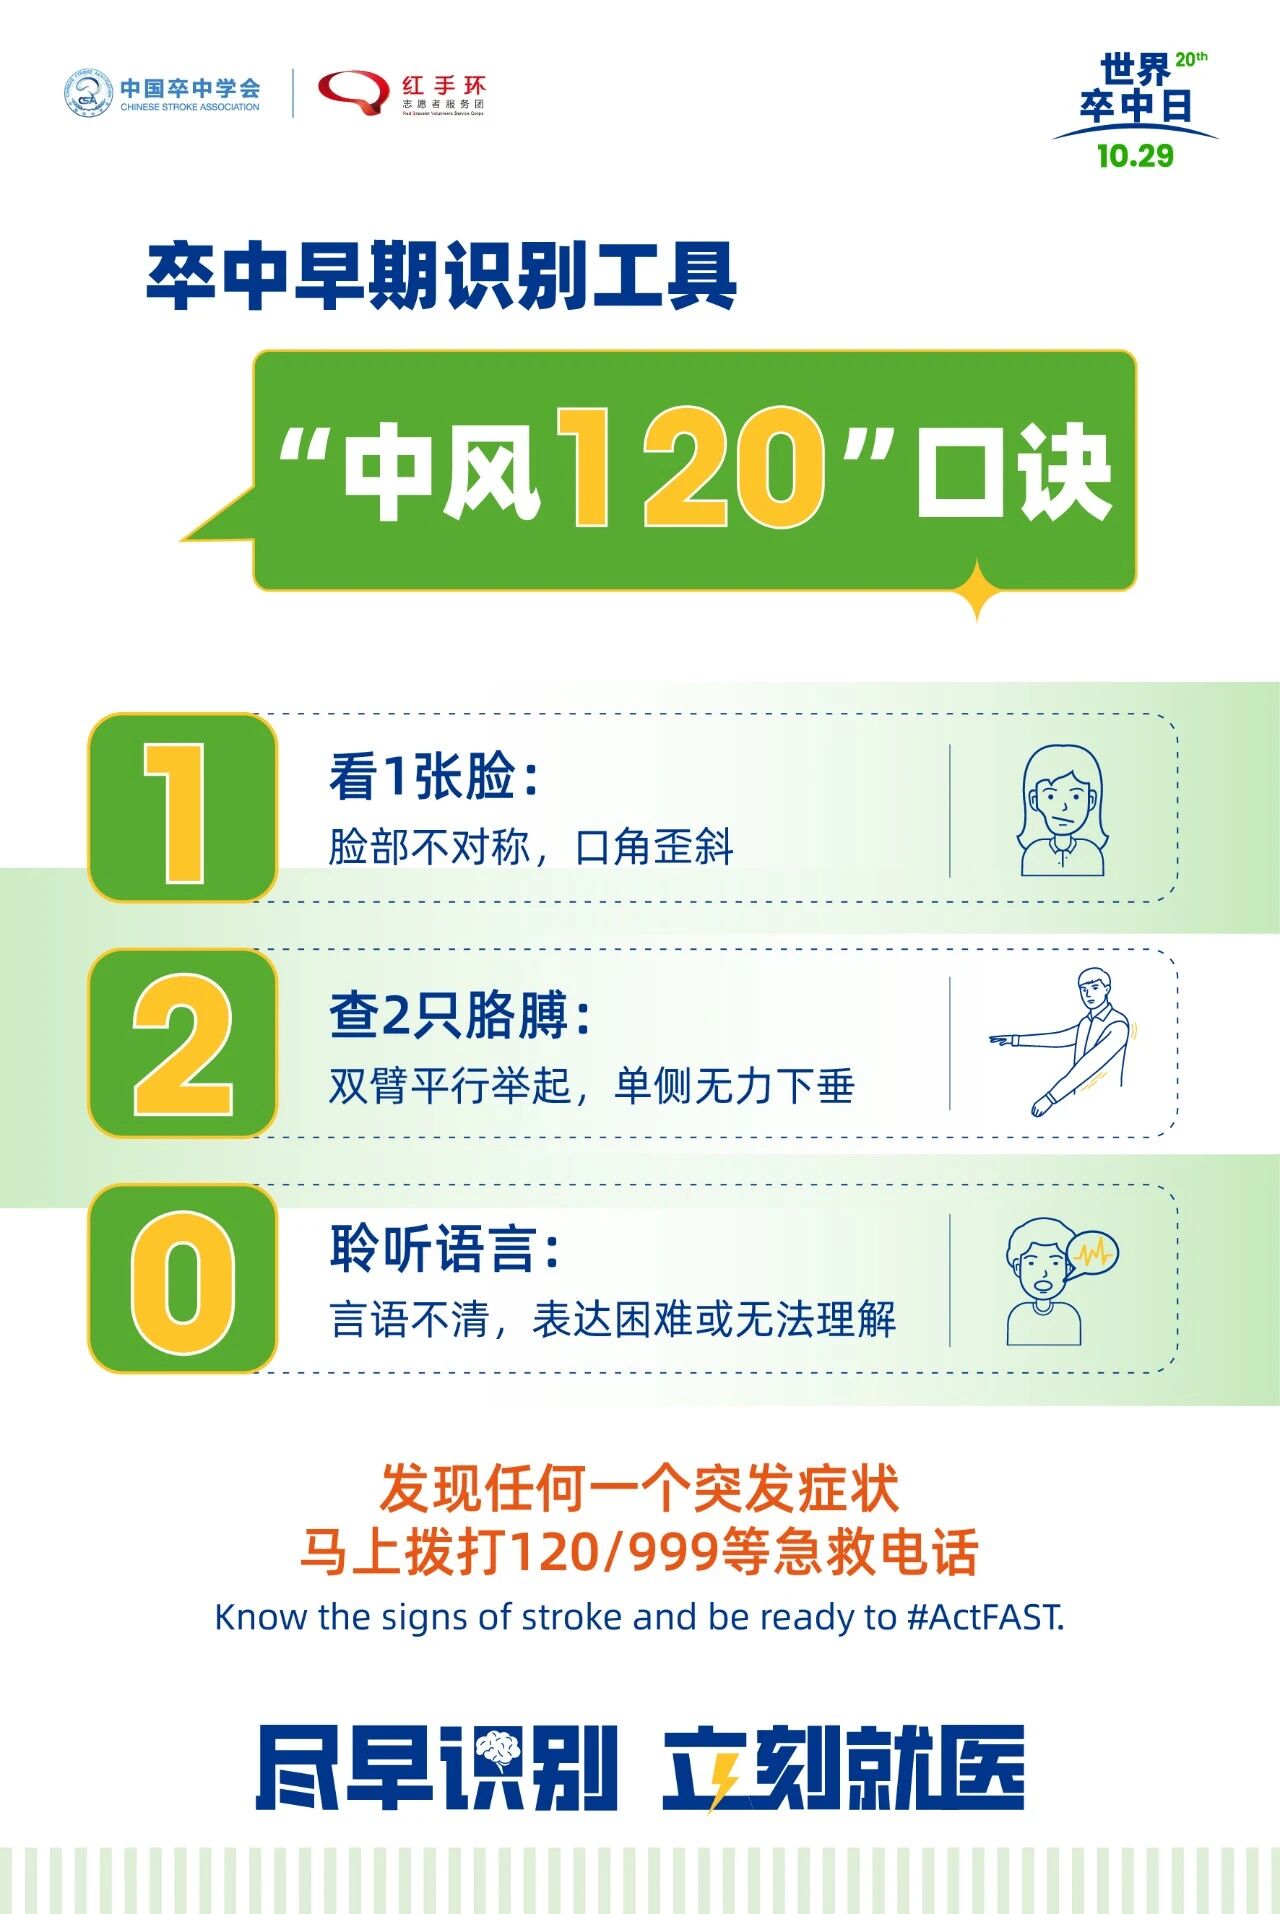 中国卒中学会
CHINESE STROKE ASSOCIATION
红手环
志愿者服务团
Red Bracelet Volunteers Service Corps
世界 20th
卒中日
10.29
卒中早期识别工具
“中风120”口诀
1
看1张脸：
脸部不对称，口角歪斜
2
查2只胳膊：
双臂平行举起，单侧无力下垂
0
聆听语言：
言语不清，表达困难或无法理解
发现任何一个突发症状
马上拨打120/999等急救电话
Know the signs of stroke and be ready to #ActFAST.
尽早识别 立刻就医